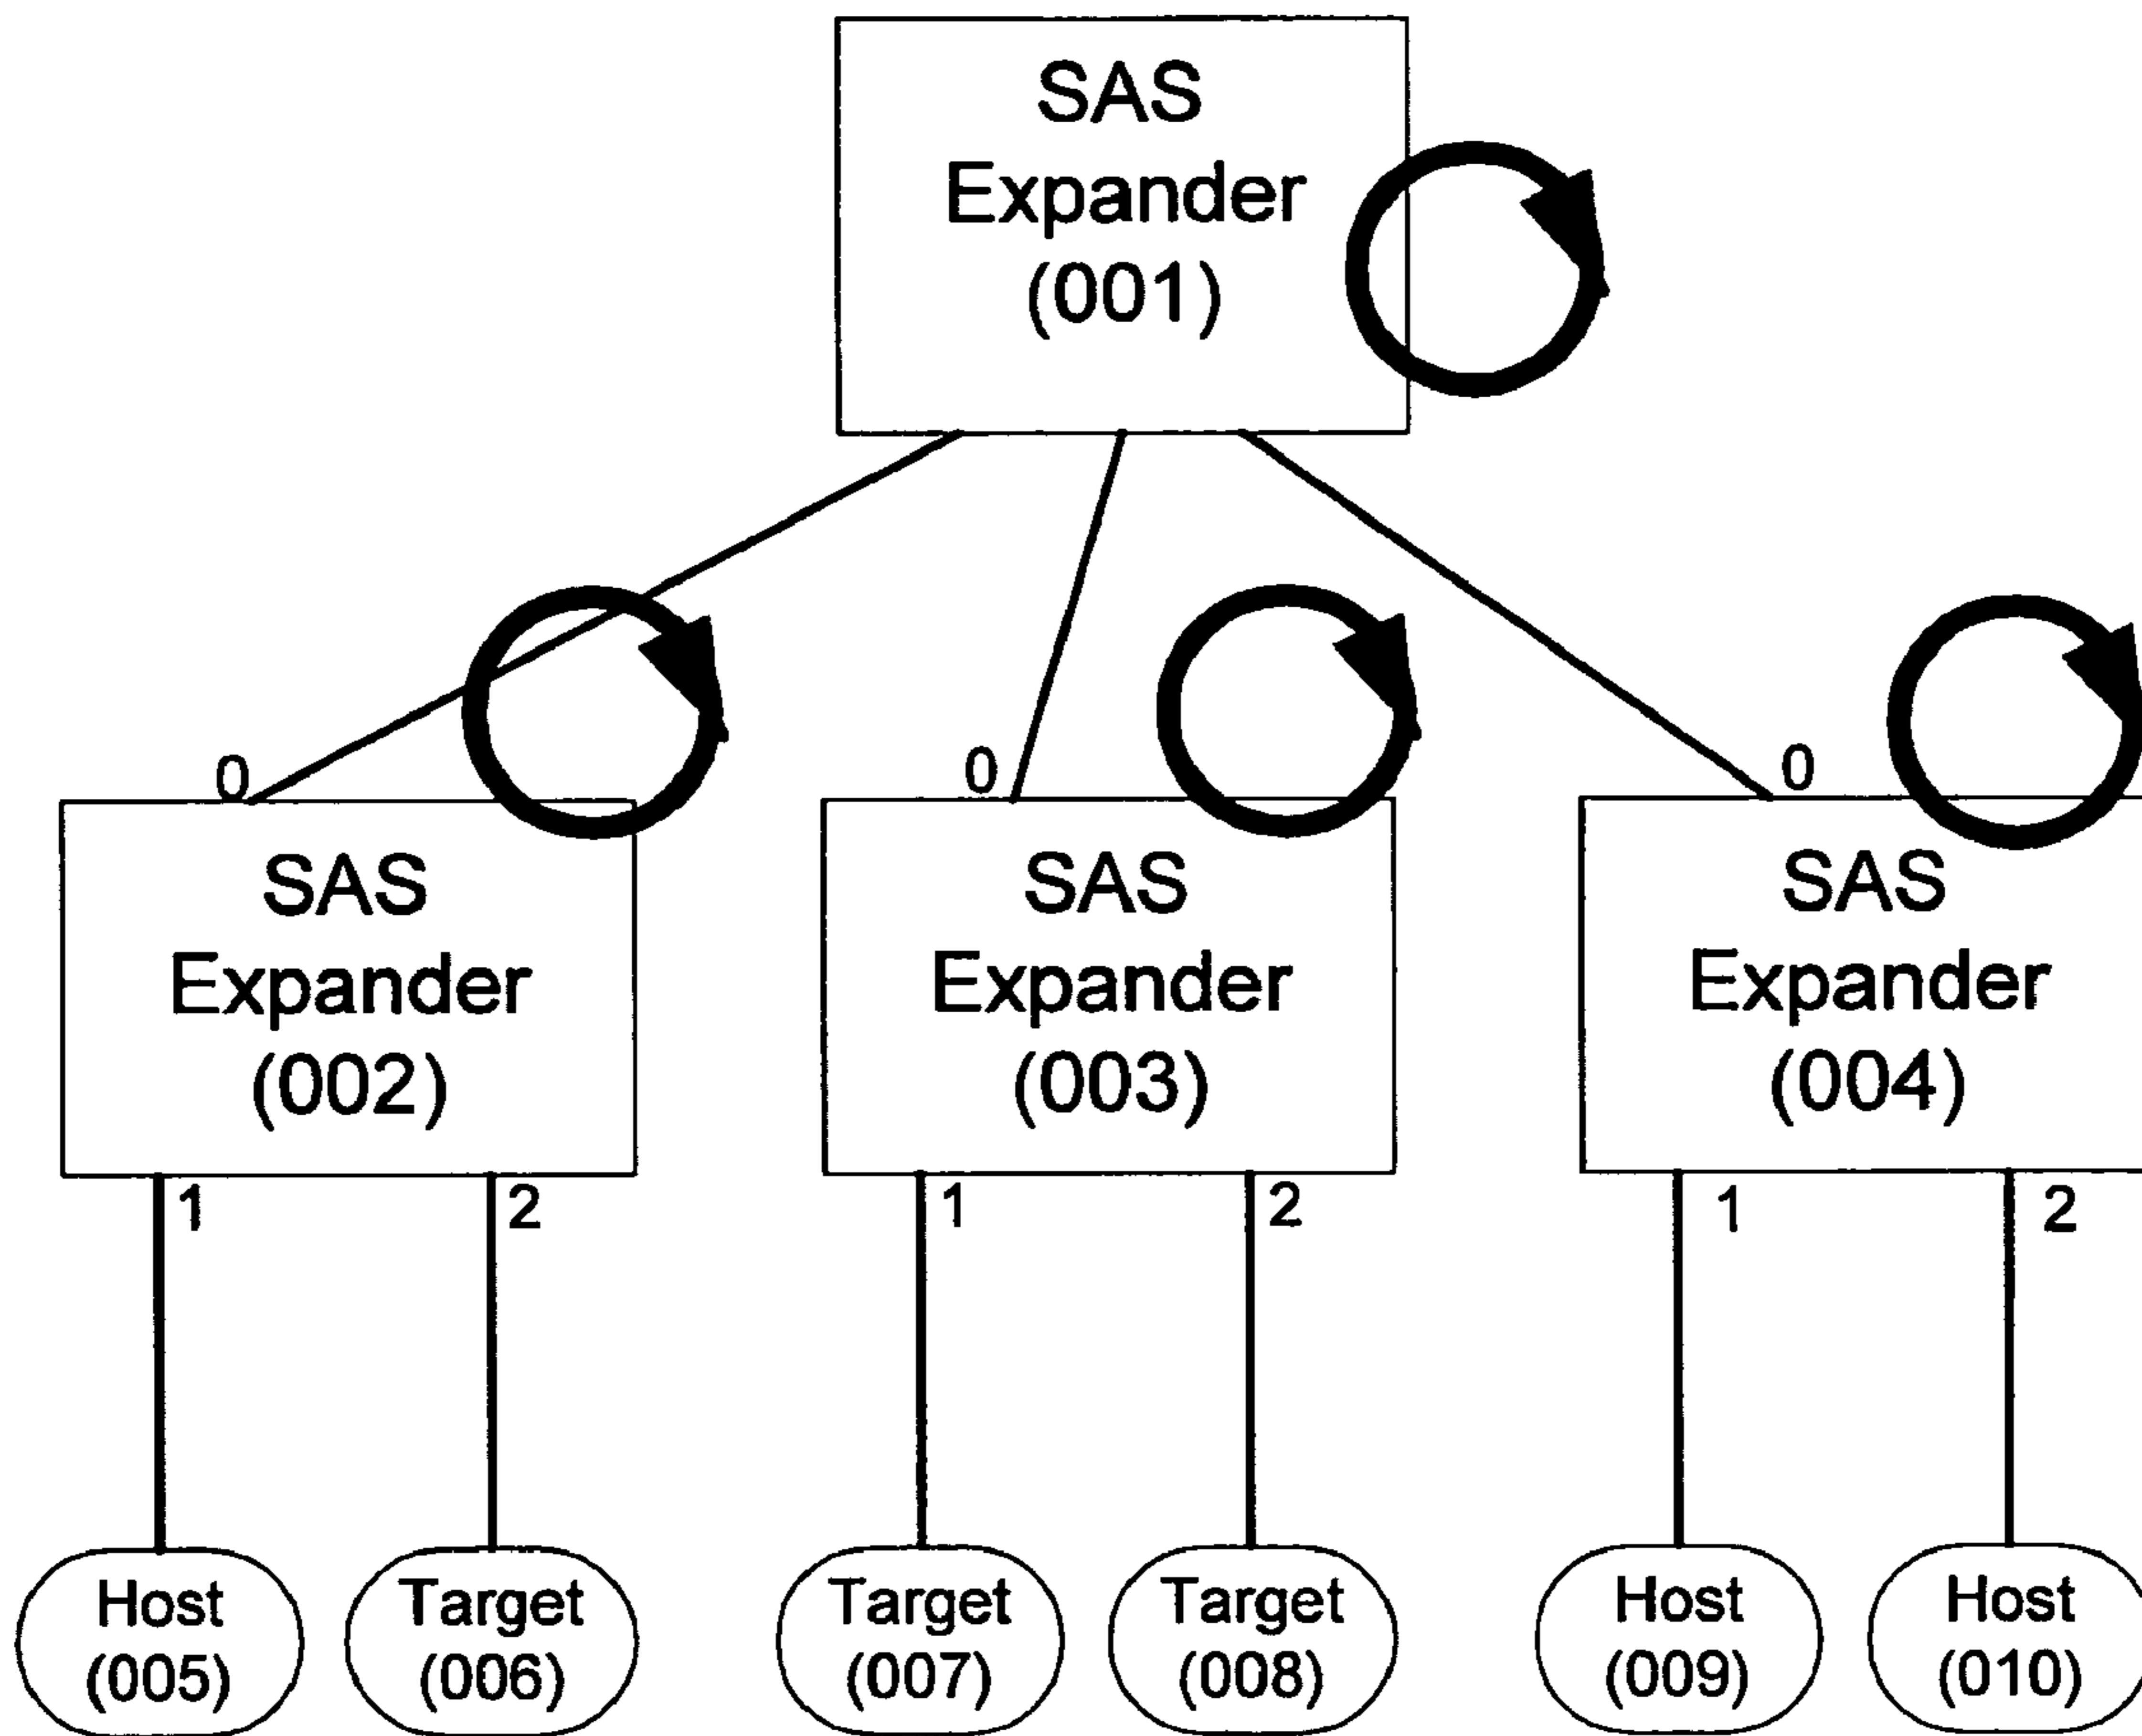 SAS
Expander
(001)
0
0
0
SAS
Expander
(002)
SAS
Expander
(003)
SAS
Expander
(004)
1
2
1
2
1
2
Host
(005)
Target
(006)
Target
(007)
Target
(008)
Host
(009)
Host
(010)